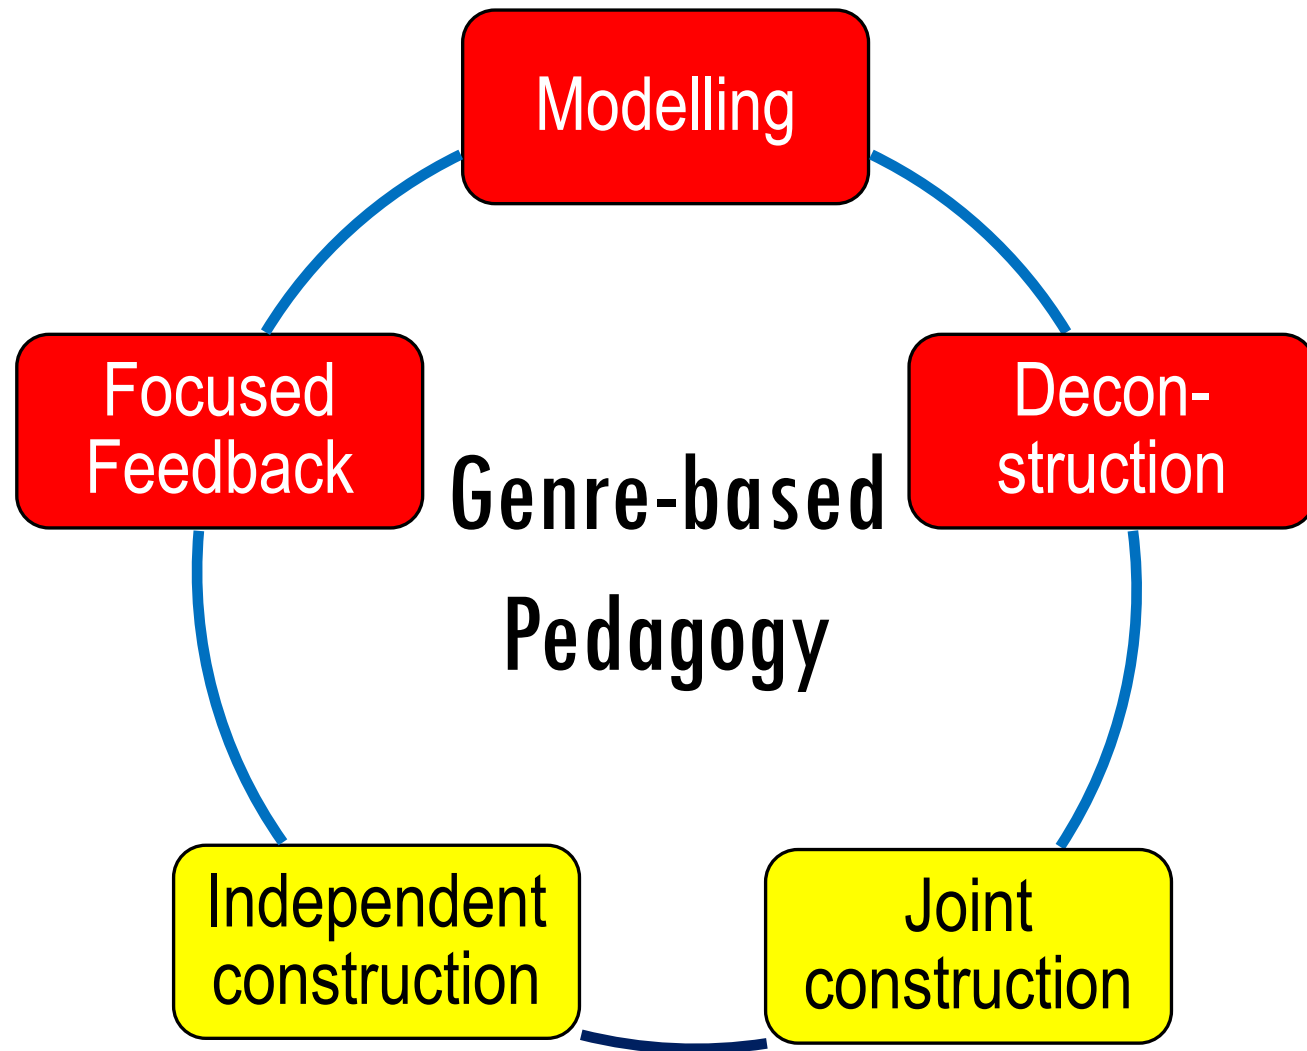 Modelling
Decon-
struction
Joint
construction
Independent
construction
Focused
Feedback
Genre-based
Pedagogy